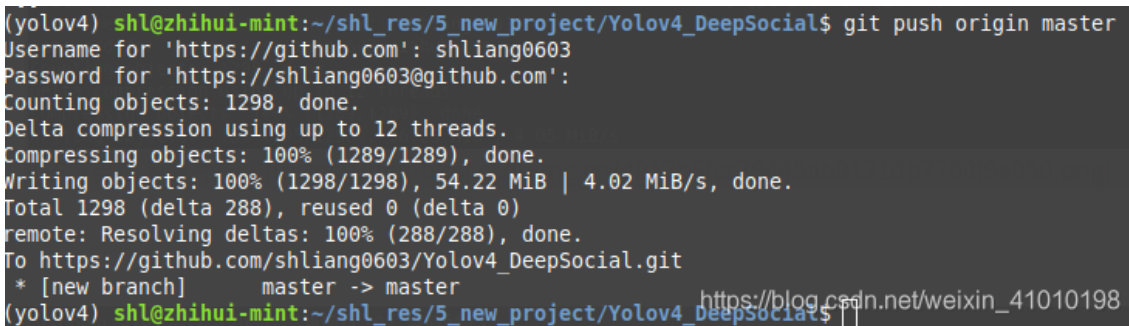 (yolov4) shl@zhihui-mint:~/shl_res/5_new_project/Yolov4_DeepSocial$ git push origin master
Username for 'https://github.com': shliang0603
Password for 'https://shliang0603@github.com':
Counting objects: 1298, done.
Delta compression using up to 12 threads.
Compressing objects: 100% (1289/1289), done.
Writing objects: 100% (1298/1298), 54.22 MiB | 4.02 MiB/s, done.
Total 1298 (delta 288), reused 0 (delta 0)
remote: Resolving deltas: 100% (288/288), done.
To https://github.com/shliang0603/Yolov4_DeepSocial.git
 * [new branch]      master -> master
(yolov4) shl@zhihui-mint:~/shl_res/5_new_project/Yolov4_DeepSocial$
https://blog.csdn.net/weixin_41010198